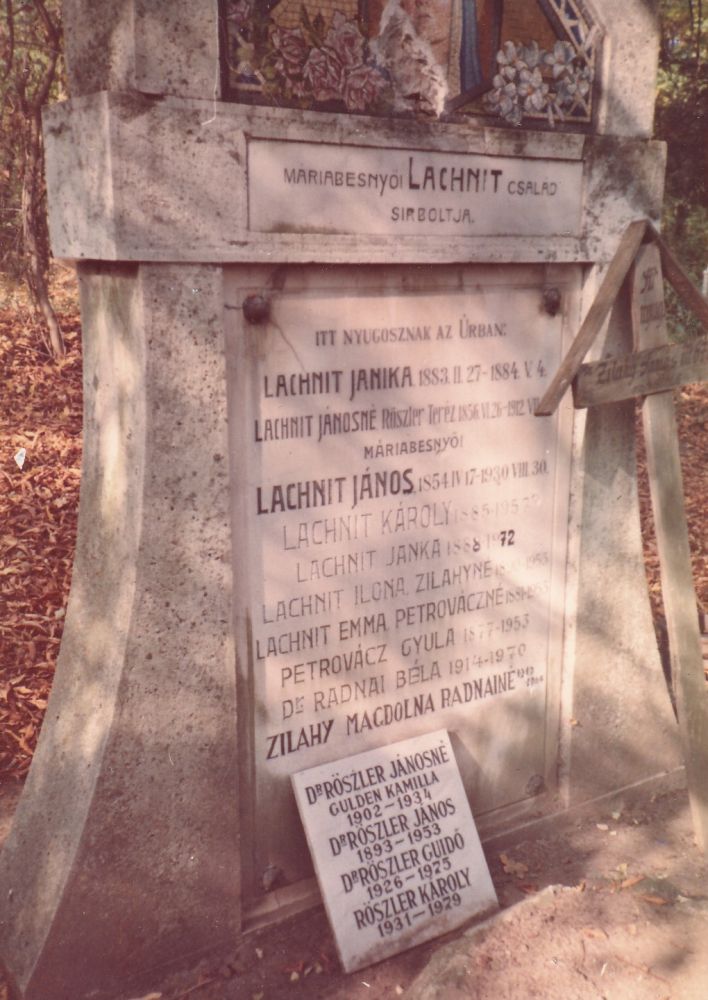 MÁRIABESNYŐI LACHNIT CSALÁD
SIRBOLTJA.
ITT NYUGOSZNAK AZ ÚRBAN:
LACHNIT JANIKA. 1883. II. 27- 1884. V. 4.
LACHNIT JÁNOSNÉ Röszler Teréz 1856. VI. 26.-1912.
MÁRIABESNYŐI
LACHNIT JÁNOS. 1854 IV 17-1930 VIII. 30.
LACHNIT KÁROLY 1885-1957
LACHNIT JANKA 1888 1972
LACHNIT ILONA. ZILAHYNÉ
LACHNIT EMMA. PETROVÁCZNÉ
PETROVÁCZ GYULA 1877-1953
DR RADNAI BÉLA 1914-1970
ZILAHY MAGDOLNA RADNAINÉ
DR RÖSZLER JÁNOSNÉ
GULDEN KAMILLA
1902-1934
DR RÖSZLER JÁNOS
1893-1953
DR RÖSZLER GUIDÓ
1926-1975
RÖSZLER KÁROLY
1931-1979